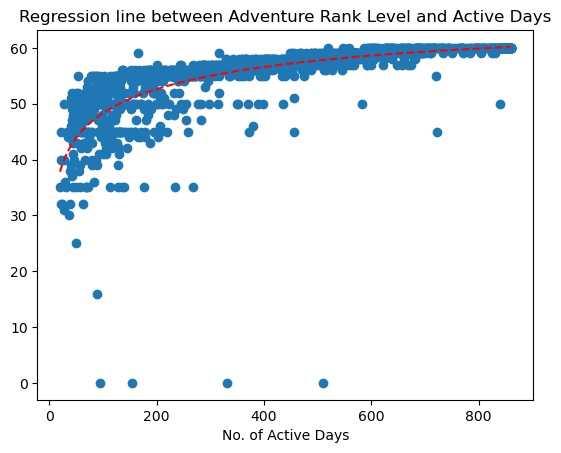 Regression line between Adventure Rank Level and Active Days
60
50
40
30
20
10
0
0 200 400 600 800
No. of Active Days